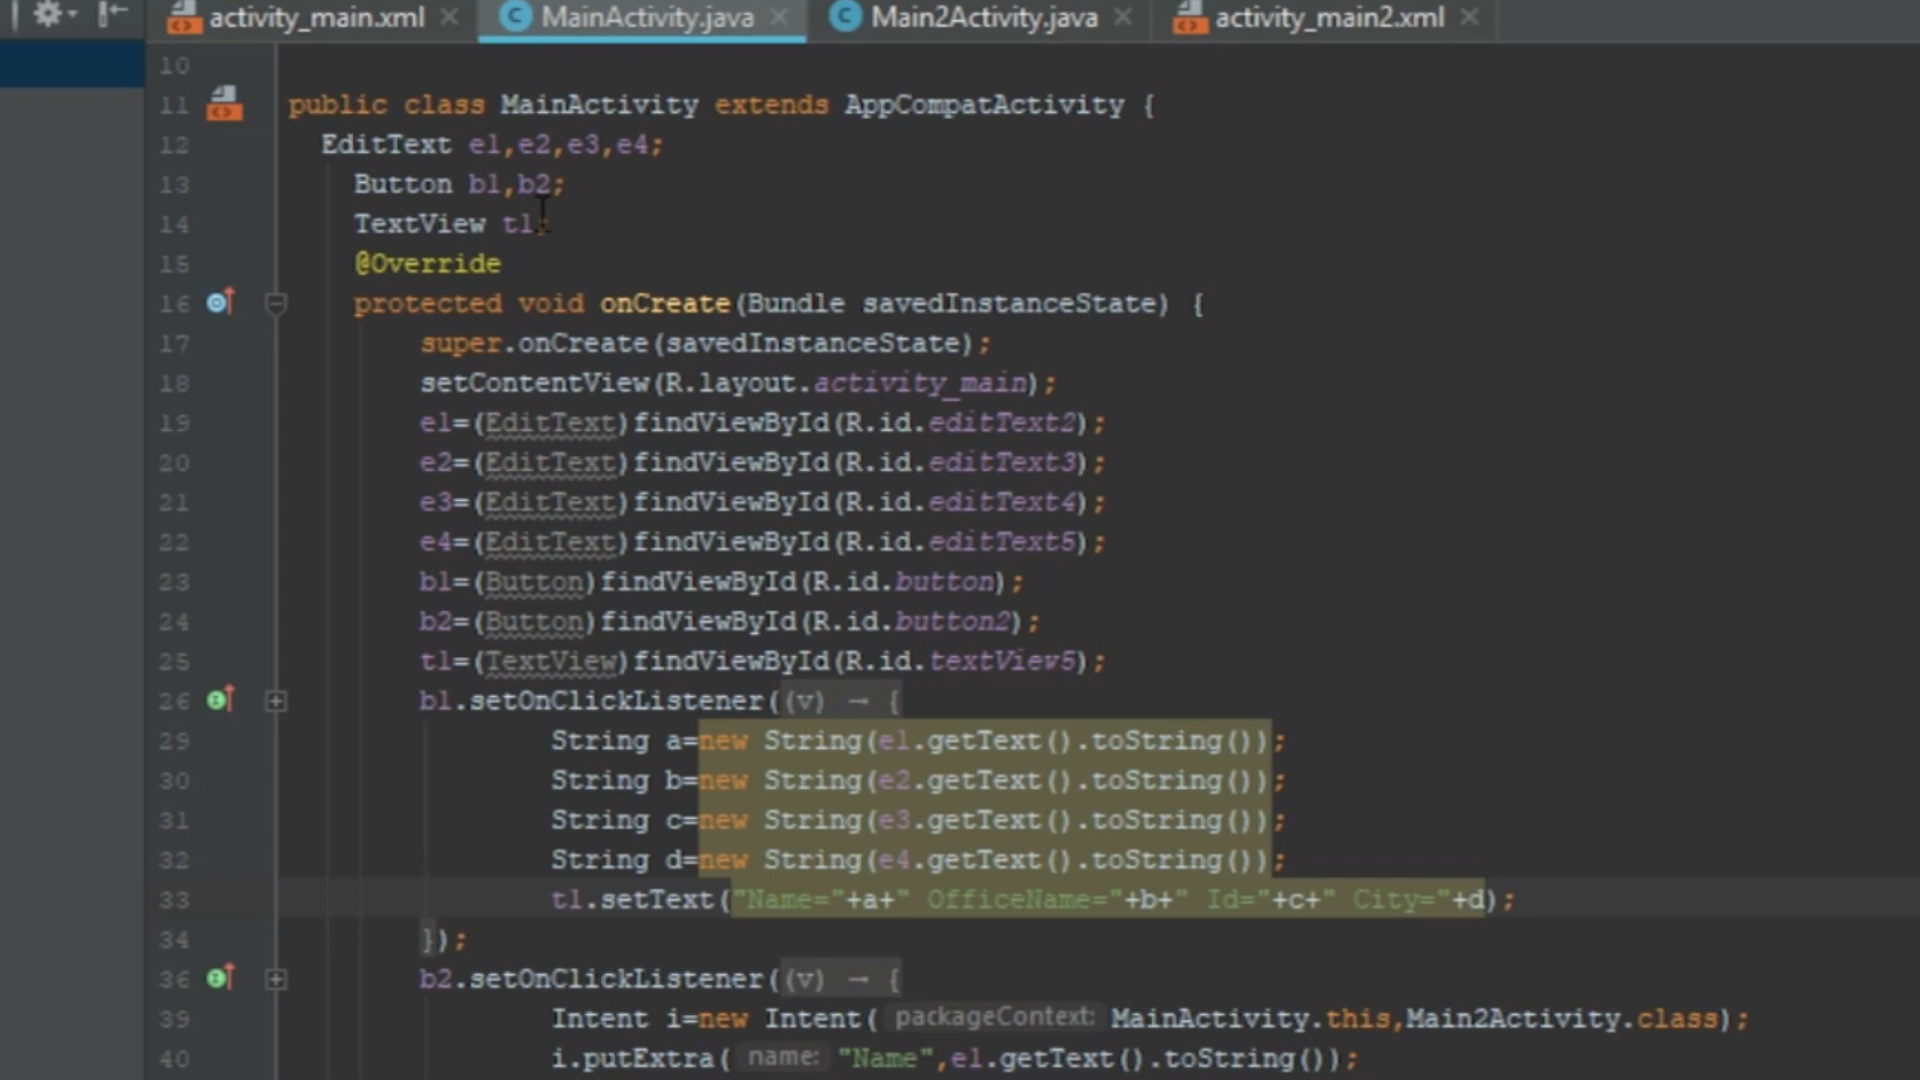 activity_main.xml MainActivity.java Main2Activity.java activity_main2.xml
10
11 public class MainActivity extends AppCompatActivity {
12 EditText e1,e2,e3,e4;
13 Button b1,b2;
14 TextView t1;
15 @Override
16 protected void onCreate(Bundle savedInstanceState) {
17 super.onCreate(savedInstanceState);
18 setContentView(R.layout.activity_main);
19 e1=(EditText)findViewById(R.id.editText2);
20 e2=(EditText)findViewById(R.id.editText3);
21 e3=(EditText)findViewById(R.id.editText4);
22 e4=(EditText)findViewById(R.id.editText5);
23 b1=(Button)findViewById(R.id.button);
24 b2=(Button)findViewById(R.id.button2);
25 t1=(TextView)findViewById(R.id.textView5);
26 b1.setOnClickListener((v) → {
29 String a=new String(e1.getText().toString());
30 String b=new String(e2.getText().toString());
31 String c=new String(e3.getText().toString());
32 String d=new String(e4.getText().toString());
33 t1.setText("Name="+a+" OfficeName="+b+" Id="+c+" City="+d);
34 });
36 b2.setOnClickListener((v) → {
39 Intent i=new Intent( packageContext: MainActivity.this,Main2Activity.class);
40 i.putExtra( name: "Name",e1.getText().toString());